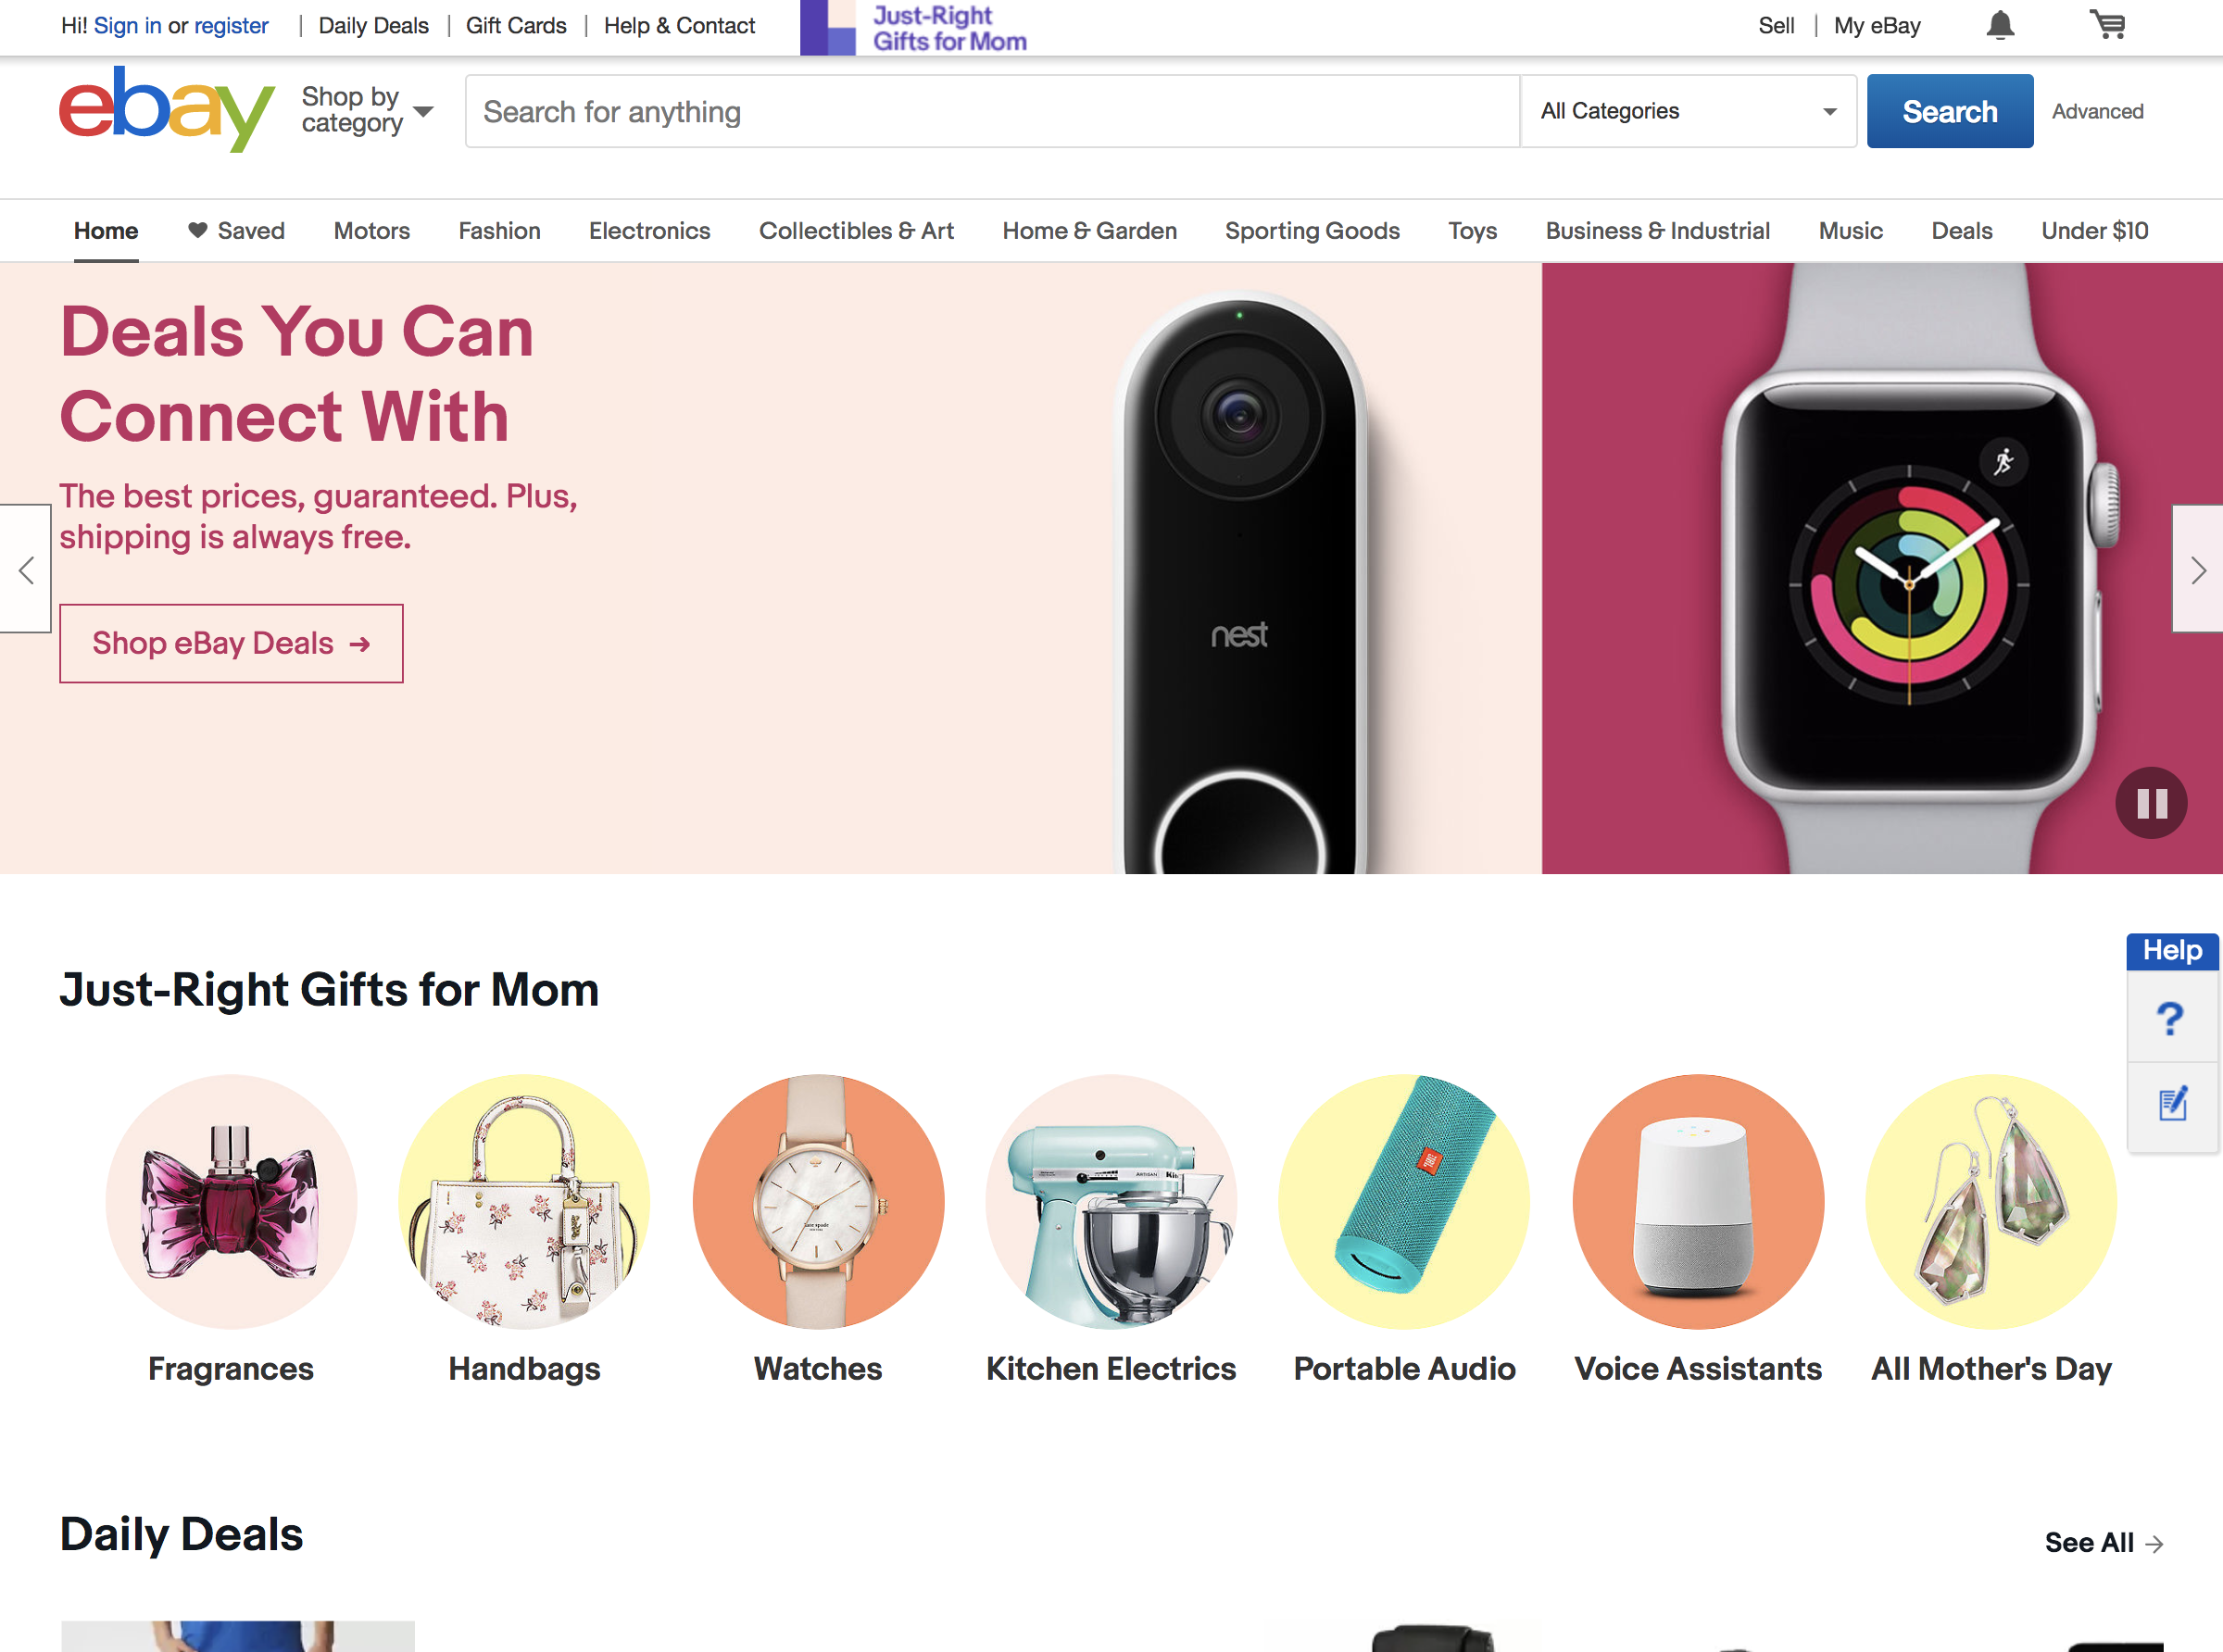 Hi! Sign in or register | Daily Deals | Gift Cards | Help & Contact
Just-Right
Gifts for Mom
Sell | My eBay
ebay
Shop by
category
Search for anything
All Categories
Search
Advanced
Home Saved Motors Fashion Electronics Collectibles & Art Home & Garden Sporting Goods Toys Business & Industrial Music Deals Under $10
Deals You Can
Connect With
The best prices, guaranteed. Plus,
shipping is always free.
Shop eBay Deals →
nest
Help
?
Just-Right Gifts for Mom
kate spade
ARTISAN
JBL
Fragrances Handbags Watches Kitchen Electrics Portable Audio Voice Assistants All Mother's Day
Daily Deals
See All →